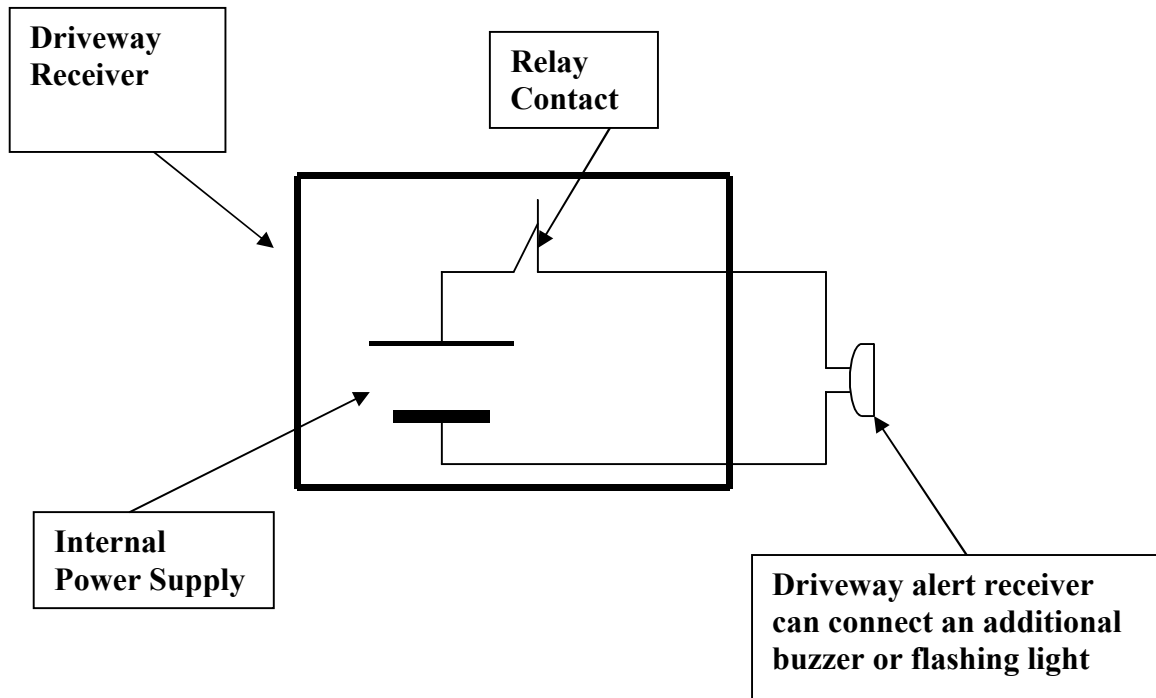 Driveway
Receiver
Relay
Contact
Internal
Power Supply
Driveway alert receiver
can connect an additional
buzzer or flashing light